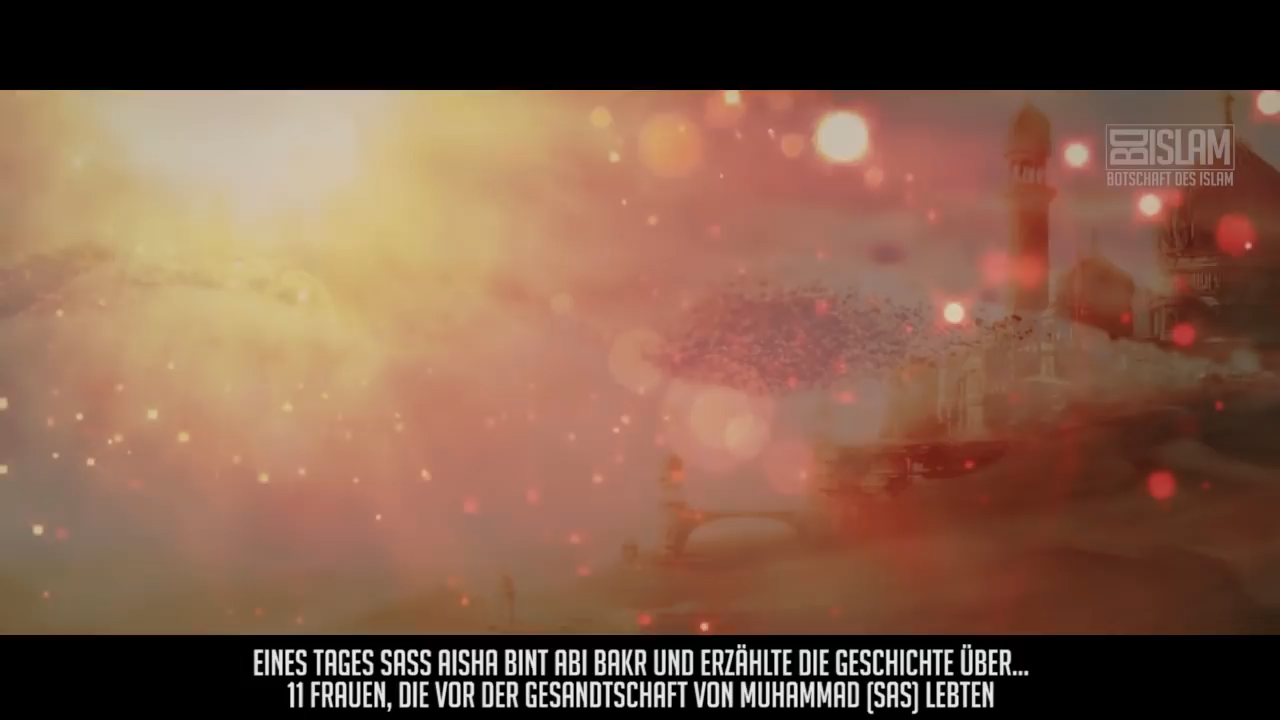 BDISLAM
BOTSCHAFT DES ISLAM
EINES TAGES SASS AISHA BINT ABI BAKR UND ERZÄHLTE DIE GESCHICHTE ÜBER...
11 FRAUEN, DIE VOR DER GESANDTSCHAFT VON MUHAMMAD (SAS) LEBTEN